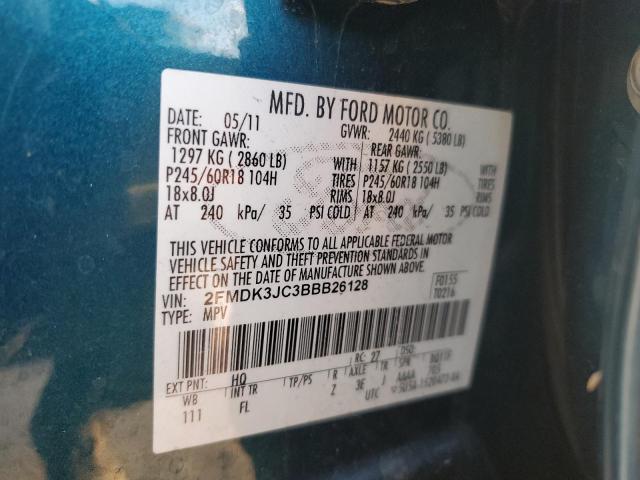 MFD. BY FORD MOTOR CO.
DATE: 05/11 GVWR: 2440 KG ( 5380 LB)
FRONT GAWR: REAR GAWR:
1297 KG ( 2860 LB) WITH 1157 KG ( 2550 LB) WITH
P245/60R18 104H TIRES P245/60R18 104H TIRES
18x8.0J RIMS 18x8.0J RIMS
AT 240 kPa/ 35 PSI COLD AT 240 kPa/ 35 PSI COLD
THIS VEHICLE CONFORMS TO ALL APPLICABLE FEDERAL MOTOR
VEHICLE SAFETY AND THEFT PREVENTION STANDARDS IN
EFFECT ON THE DATE OF MANUFACTURE SHOWN ABOVE.
VIN: 2FMDK3JC3BBB26128 F0155
TYPE: MPV T0216
EXT PNT: HQ RC: 27 DSO:
WB INT TR TP/PS R AXLE TR SPR
111 FL Z 3E J AAAA
UTC